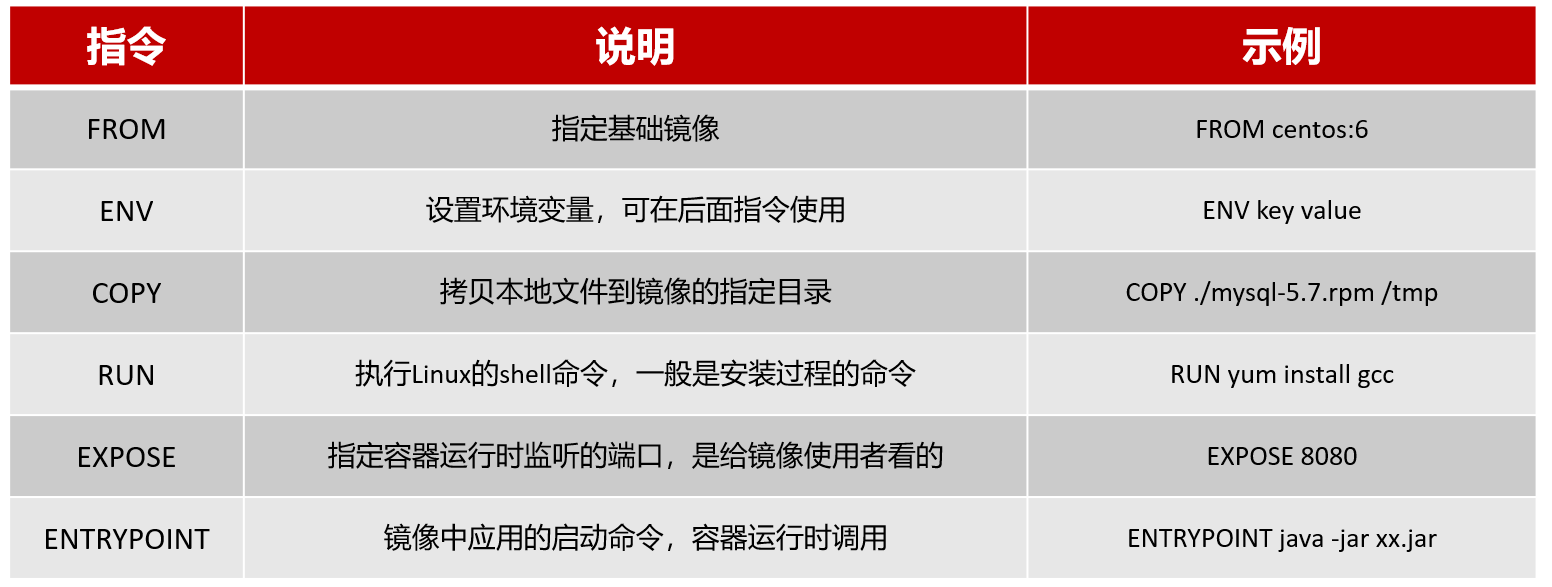 指令 说明 示例
FROM 指定基础镜像 FROM centos:6
ENV 设置环境变量，可在后面指令使用 ENV key value
COPY 拷贝本地文件到镜像的指定目录 COPY ./mysql-5.7.rpm /tmp
RUN 执行Linux的shell命令，一般是安装过程的命令 RUN yum install gcc
EXPOSE 指定容器运行时监听的端口，是给镜像使用者看的 EXPOSE 8080
ENTRYPOINT 镜像中应用的启动命令，容器运行时调用 ENTRYPOINT java -jar xx.jar